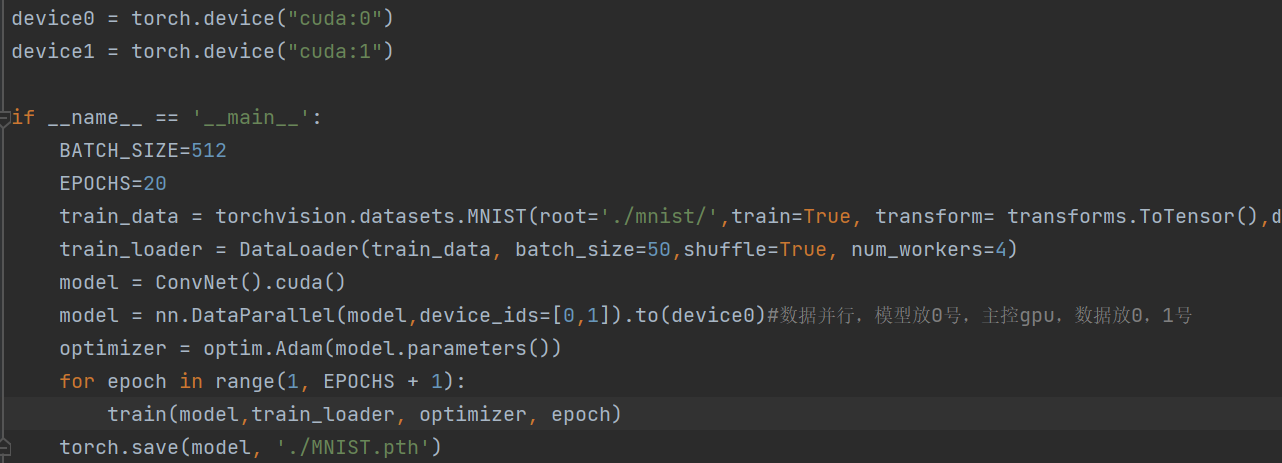 device0 = torch.device("cuda:0")
device1 = torch.device("cuda:1")
if __name__ == '__main__':
    BATCH_SIZE=512
    EPOCHS=20
    train_data = torchvision.datasets.MNIST(root='./mnist/',train=True, transform= transforms.ToTensor(),d
    train_loader = DataLoader(train_data, batch_size=50,shuffle=True, num_workers=4)
    model = ConvNet().cuda()
    model = nn.DataParallel(model,device_ids=[0,1]).to(device0)#数据并行，模型放0号，主控gpu，数据放0，1号
    optimizer = optim.Adam(model.parameters())
    for epoch in range(1, EPOCHS + 1):
        train(model,train_loader, optimizer, epoch)
    torch.save(model, './MNIST.pth')